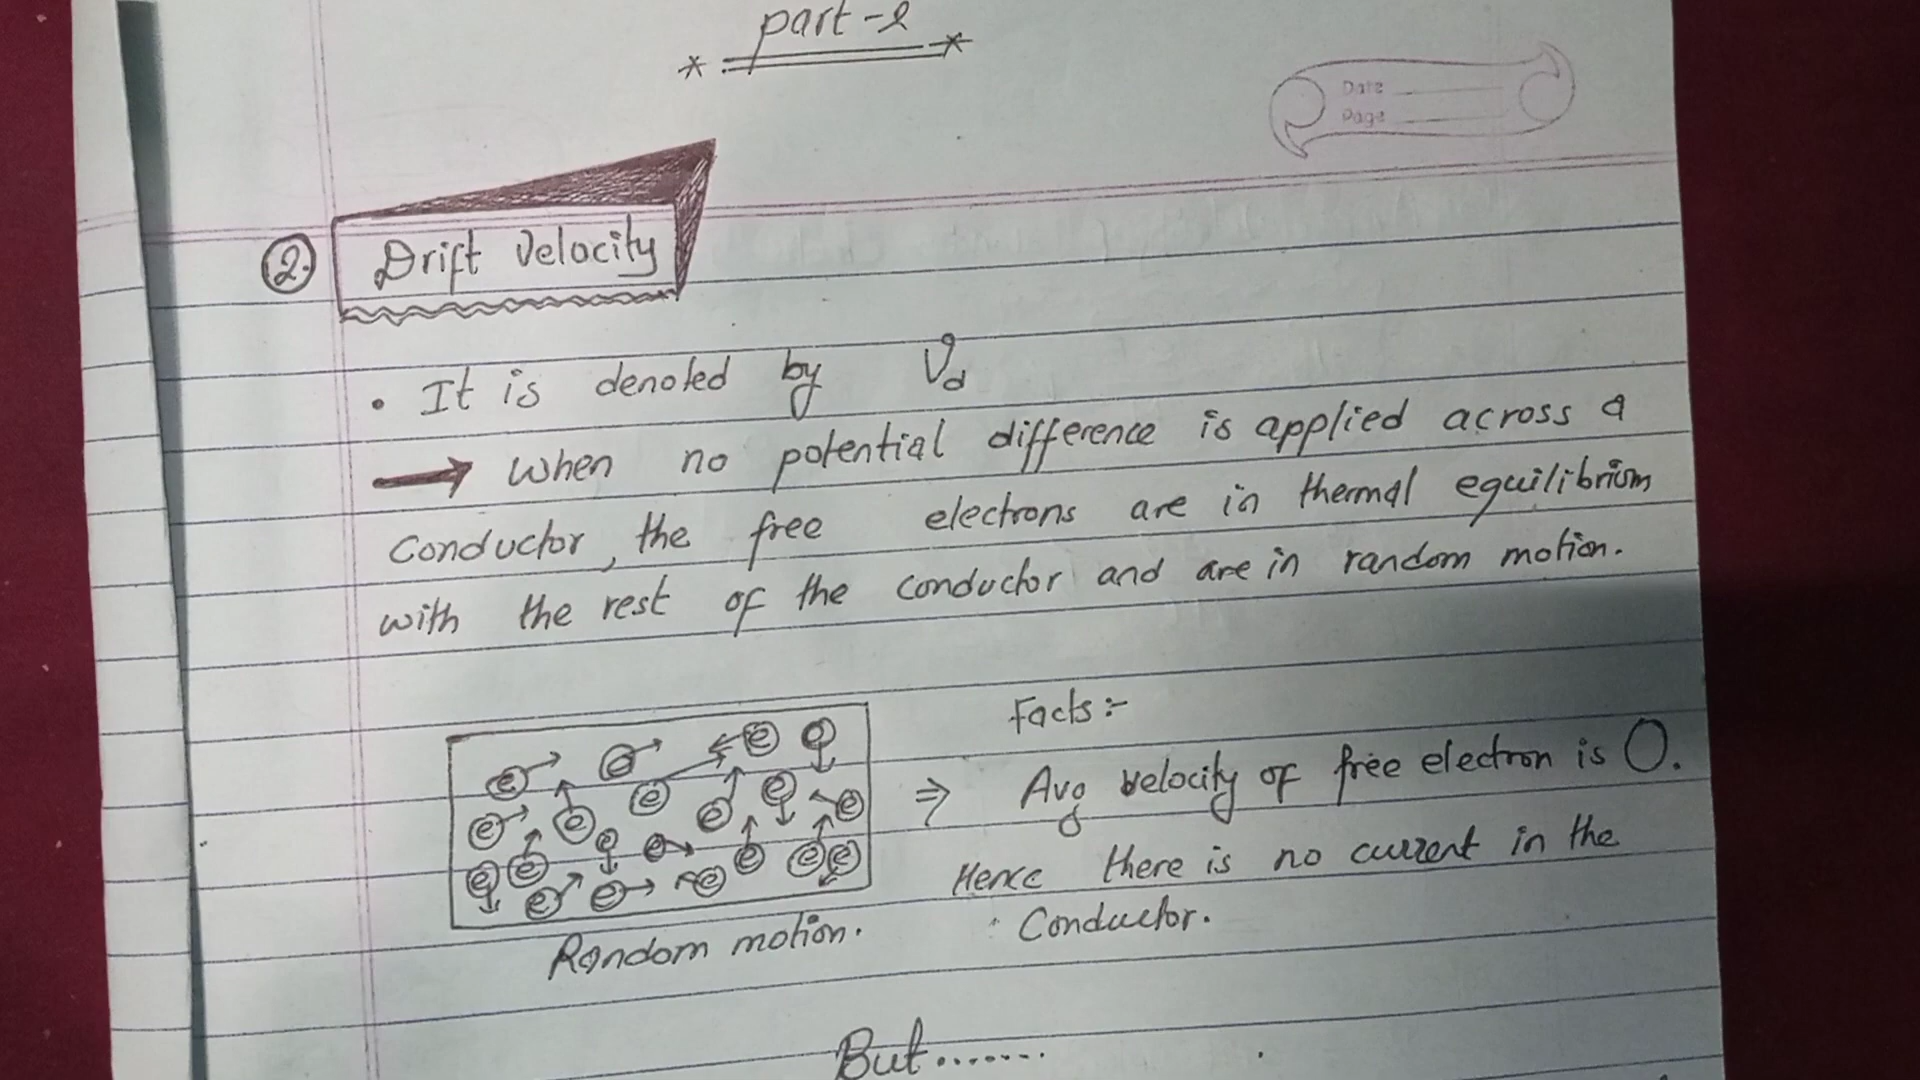 part-2
Date
Page
2. Drift Velocity
• It is denoted by Vd
→ When no potential difference is applied across a
conductor, the free electrons are in thermal equilibrium
with the rest of the conductor and are in random motion.
Facts:-
⇒ Avg velocity of free electron is 0.
Hence there is no current in the
Conductor.
e e e e
e e e e e e
e e e e e e e
e e e e
Random motion.
But.......